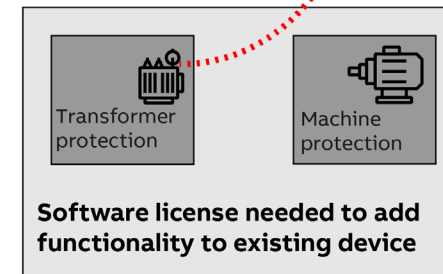 Transformer
protection
Machine
protection
Software license needed to add
functionality to existing device